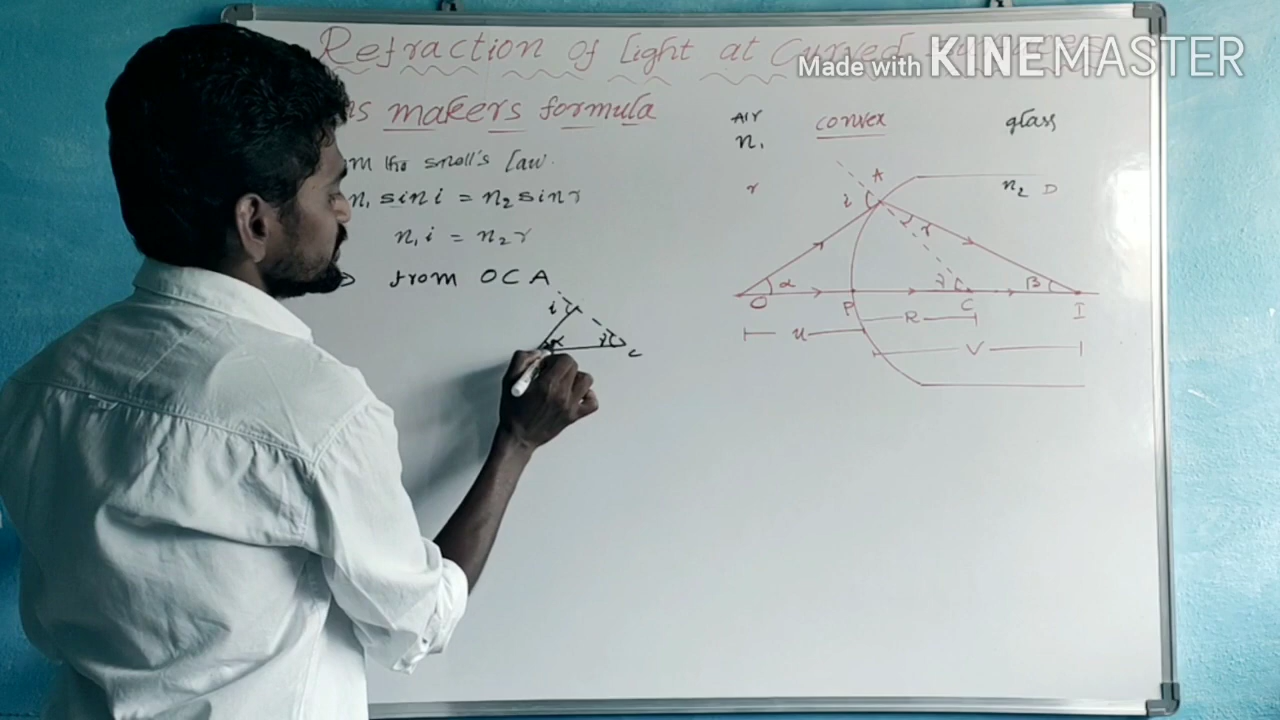 Refraction of light at Curved
Made with KINEMASTER
makers formula
the snell's law.
n₁ sin i = n₂ sin r
n₁ i = n₂ r
from OCA
i
α
γ
c
Air
convex
glass
n₁
A
r
i
n₂ D
r
α
γ
β
O
P
C
I
R
u
V